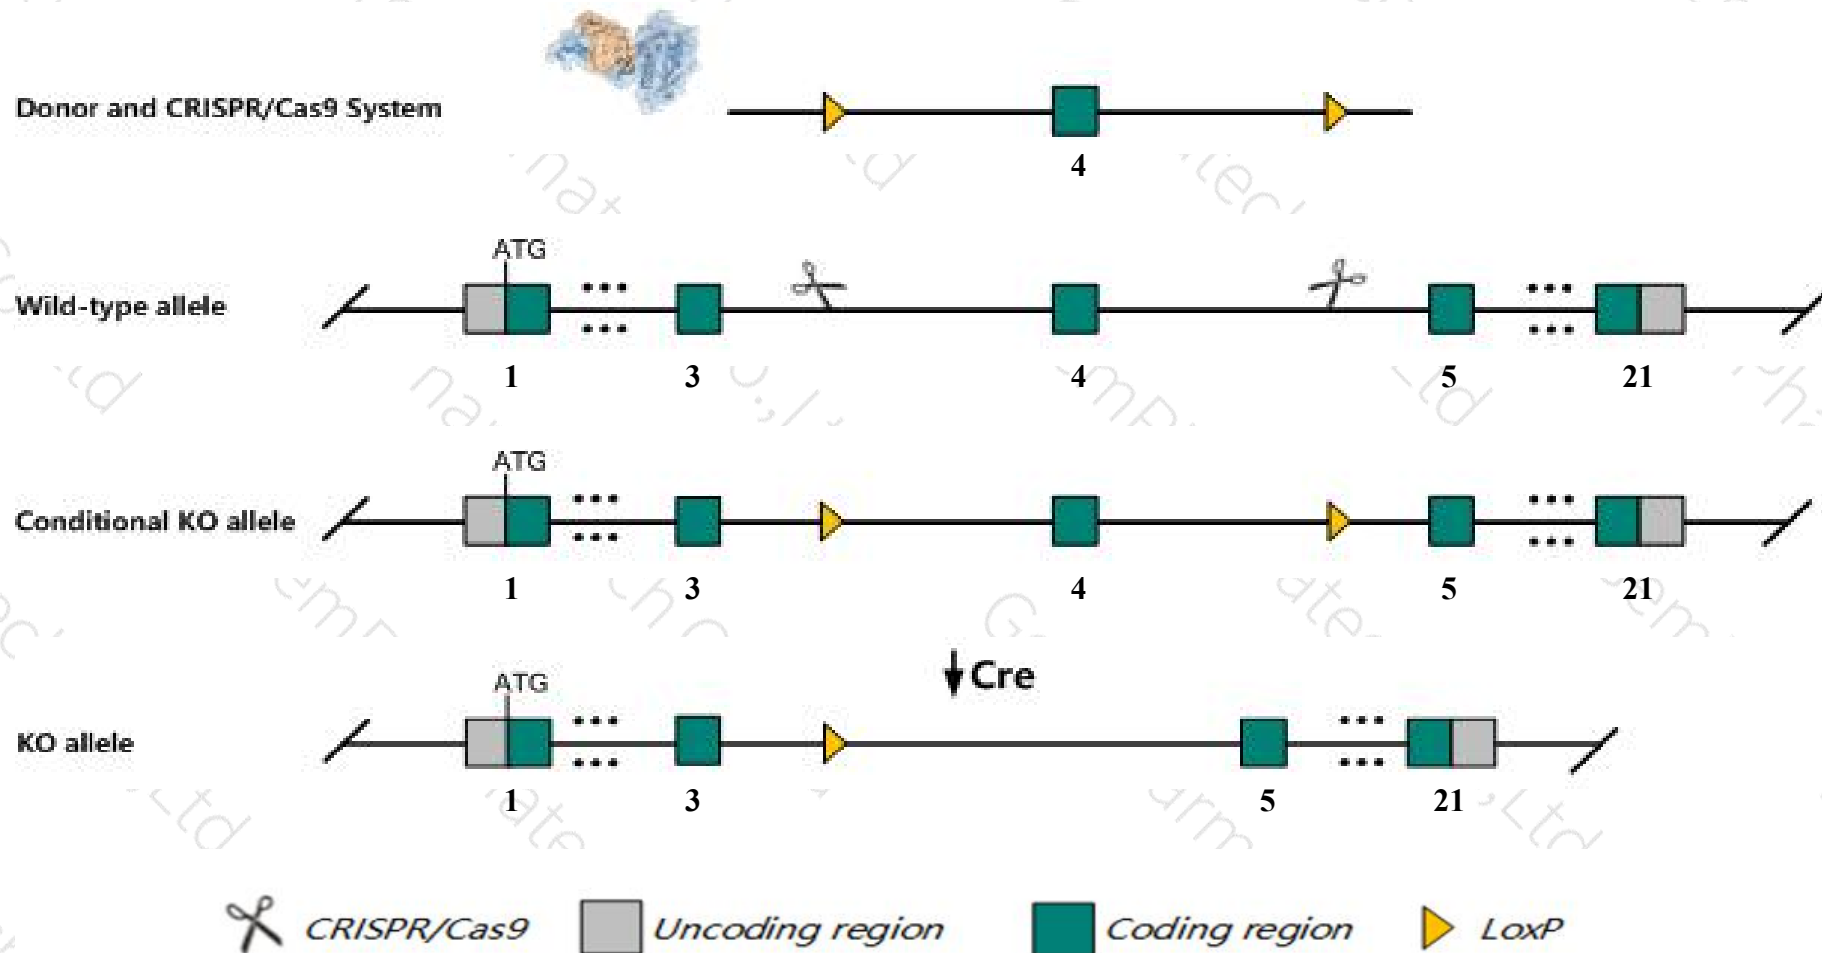 Donor and CRISPR/Cas9 System
4
ATG
Wild-type allele
1 3 4 5 21
ATG
Conditional KO allele
1 3 4 5 21
Cre
ATG
KO allele
1 3 5 21
CRISPR/Cas9 Uncoding region Coding region LoxP